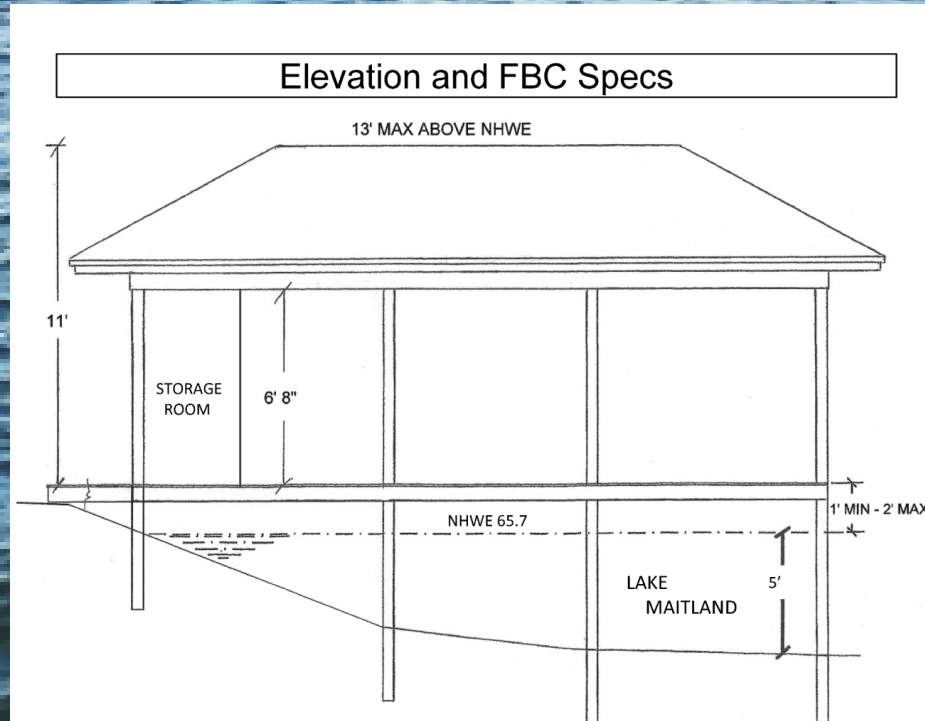 Elevation and FBC Specs
13' MAX ABOVE NHWE
11'
STORAGE
ROOM
6' 8"
1' MIN - 2' MAX
NHWE 65.7
LAKE
MAITLAND
5'